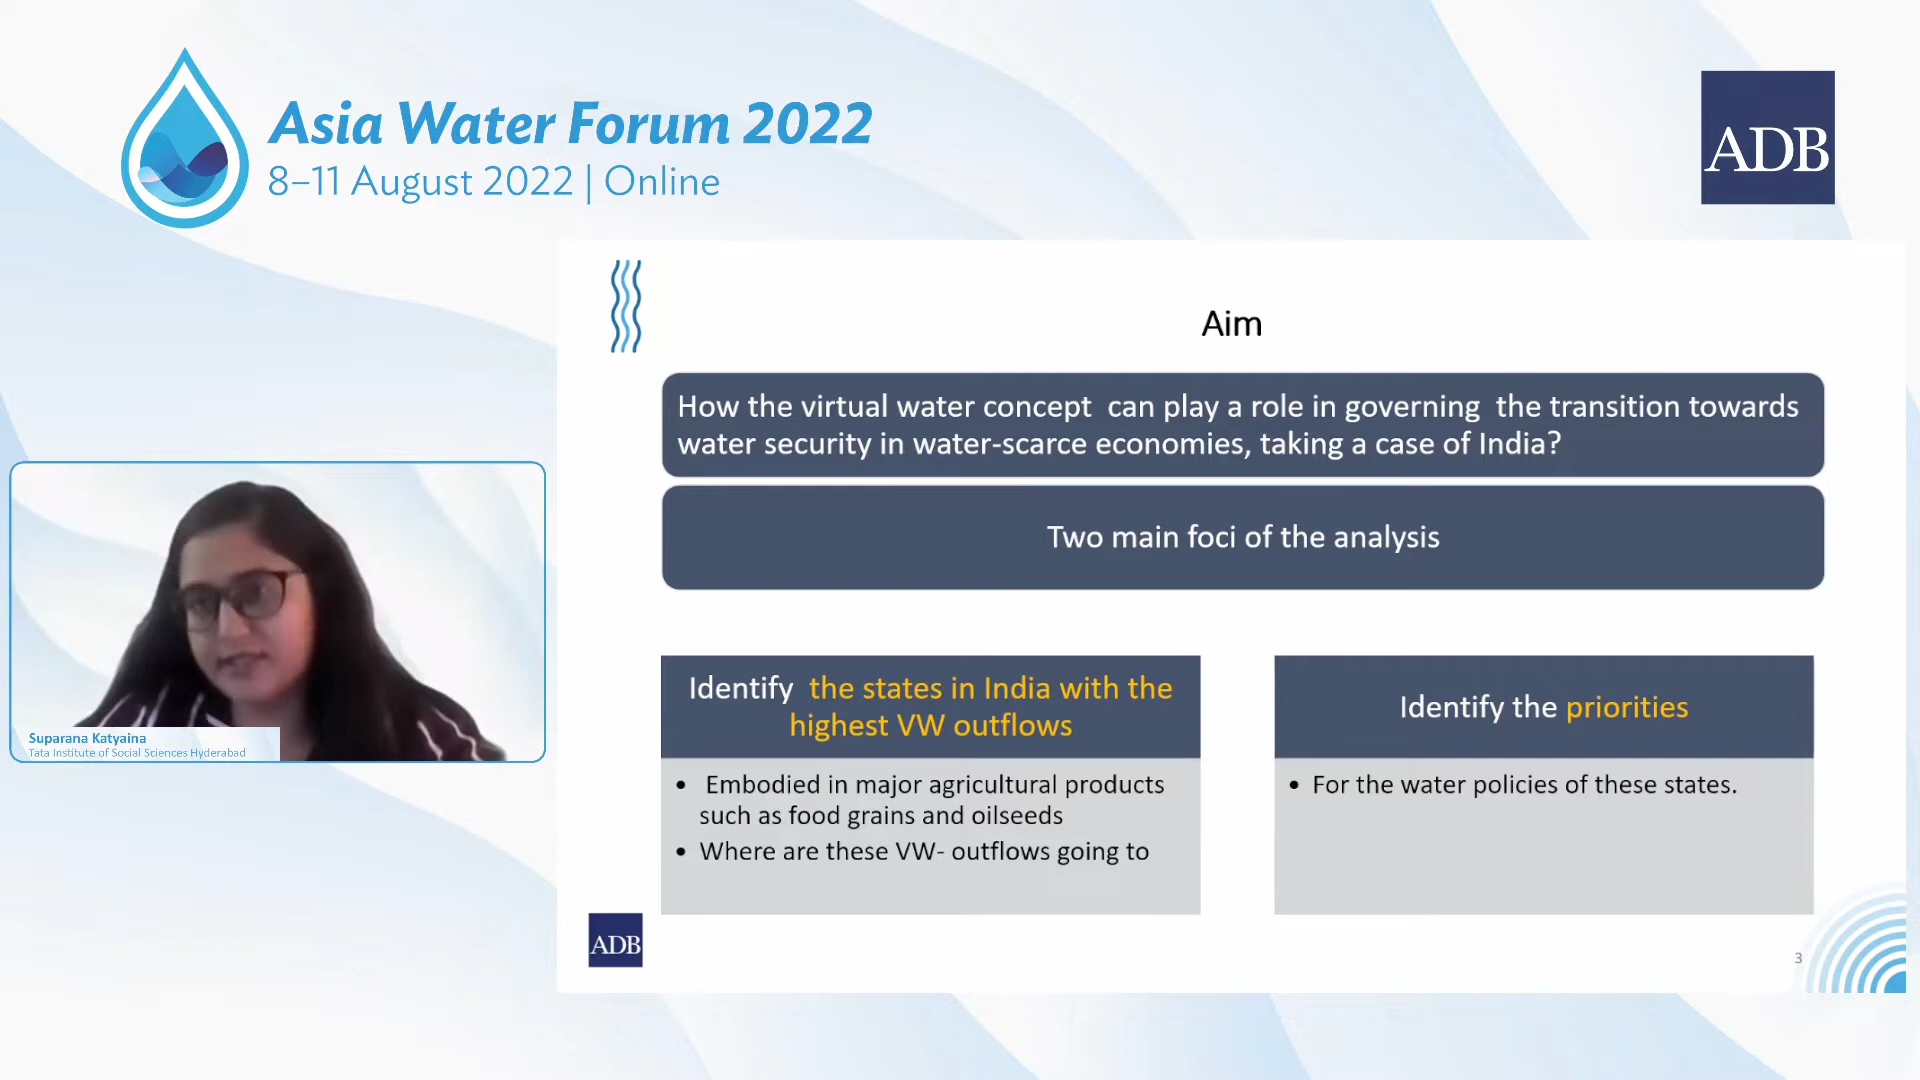 Asia Water Forum 2022
8–11 August 2022 | Online
ADB
Aim
How the virtual water concept can play a role in governing the transition towards
water security in water-scarce economies, taking a case of India?
Two main foci of the analysis
Identify the states in India with the
highest VW outflows
• Embodied in major agricultural products
such as food grains and oilseeds
• Where are these VW- outflows going to
Identify the priorities
• For the water policies of these states.
Suparana Katyaina
Tata Institute of Social Sciences Hyderabad
ADB
3